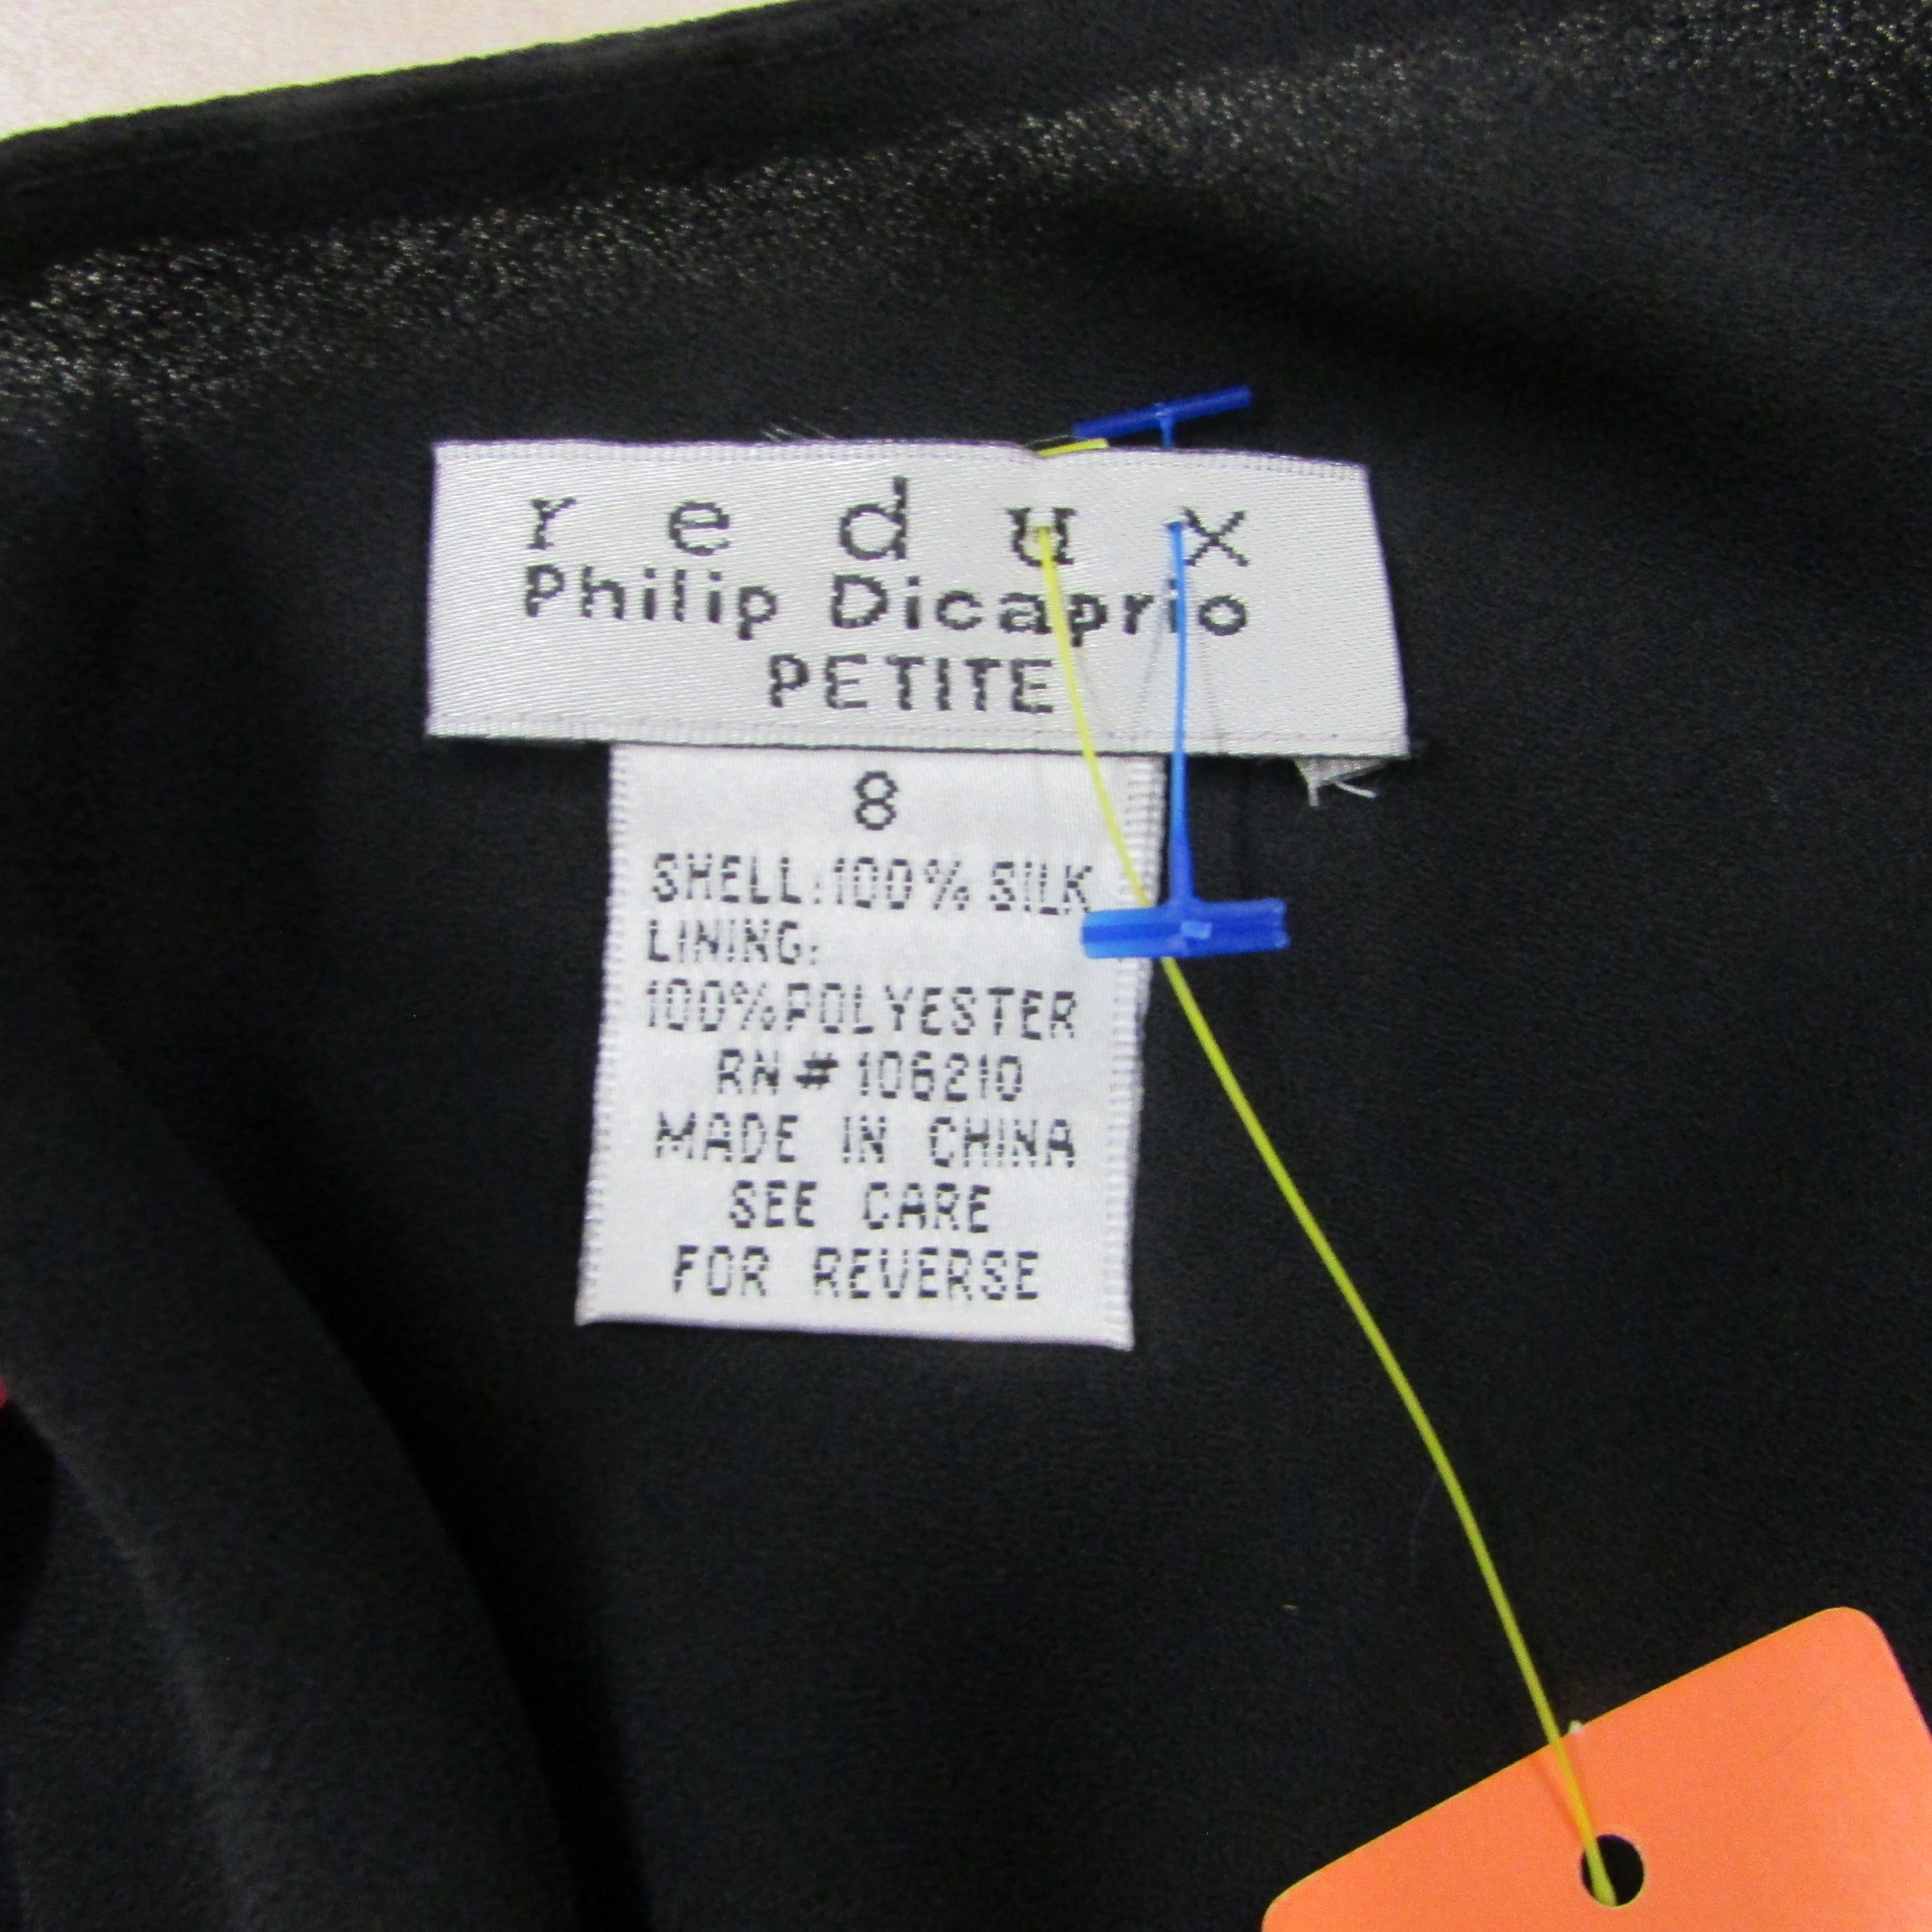 redux
Philip Dicaprio
PETITE
8
SHELL:100% SILK
LINING:
100%POLYESTER
RN # 106210
MADE IN CHINA
SEE CARE
FOR REVERSE